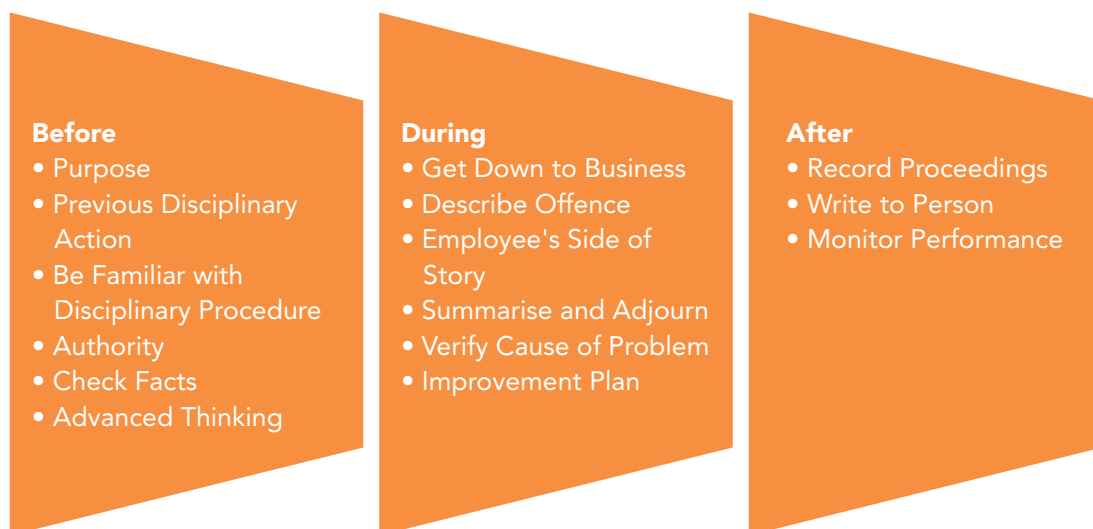 Before
• Purpose
• Previous Disciplinary
Action
• Be Familiar with
Disciplinary Procedure
• Authority
• Check Facts
• Advanced Thinking
During
• Get Down to Business
• Describe Offence
• Employee's Side of
Story
• Summarise and Adjourn
• Verify Cause of Problem
• Improvement Plan
After
• Record Proceedings
• Write to Person
• Monitor Performance